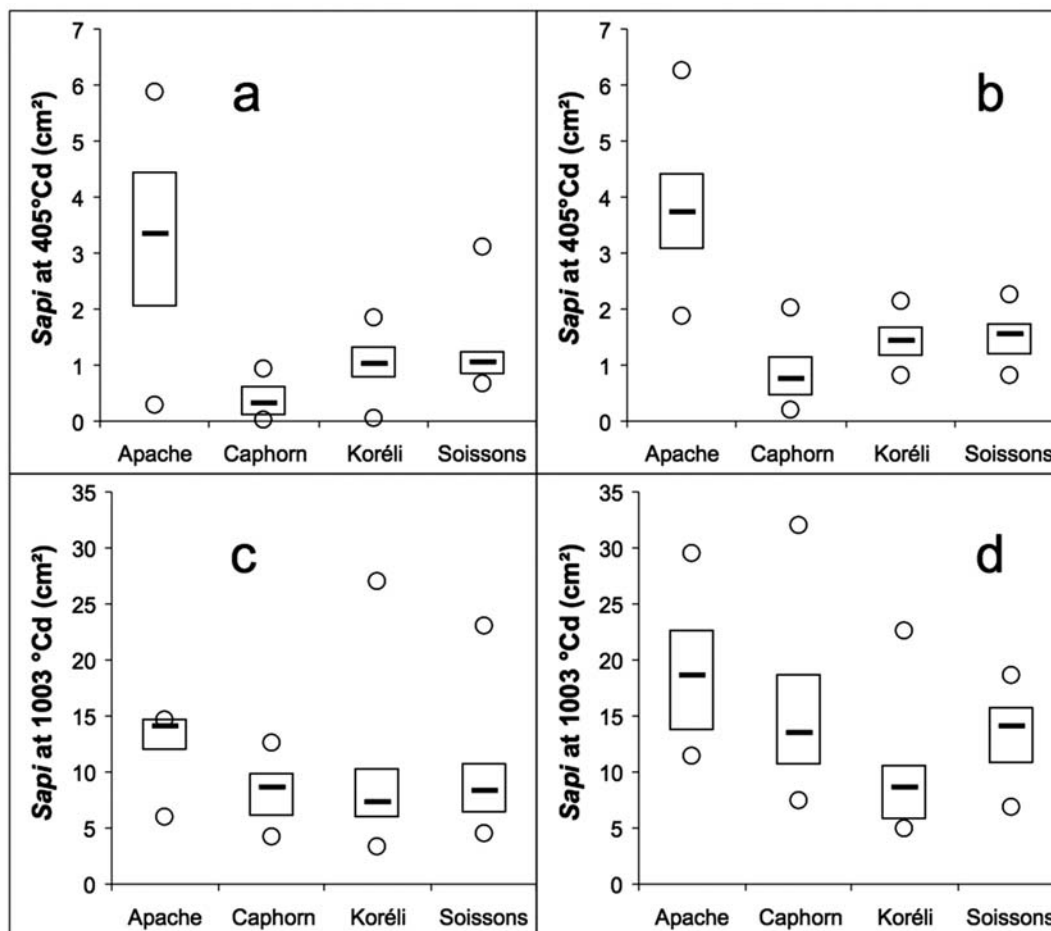 a
Sapi at 405°Cd (cm²)
7
6
5
4
3
2
1
0
Apache Caphorn Koréli Soissons
b
Sapi at 405°Cd (cm²)
7
6
5
4
3
2
1
0
Apache Caphorn Koréli Soissons
c
Sapi at 1003 °Cd (cm²)
35
30
25
20
15
10
5
0
Apache Caphorn Koréli Soissons
d
Sapi at 1003 °Cd (cm²)
35
30
25
20
15
10
5
0
Apache Caphorn Koréli Soissons